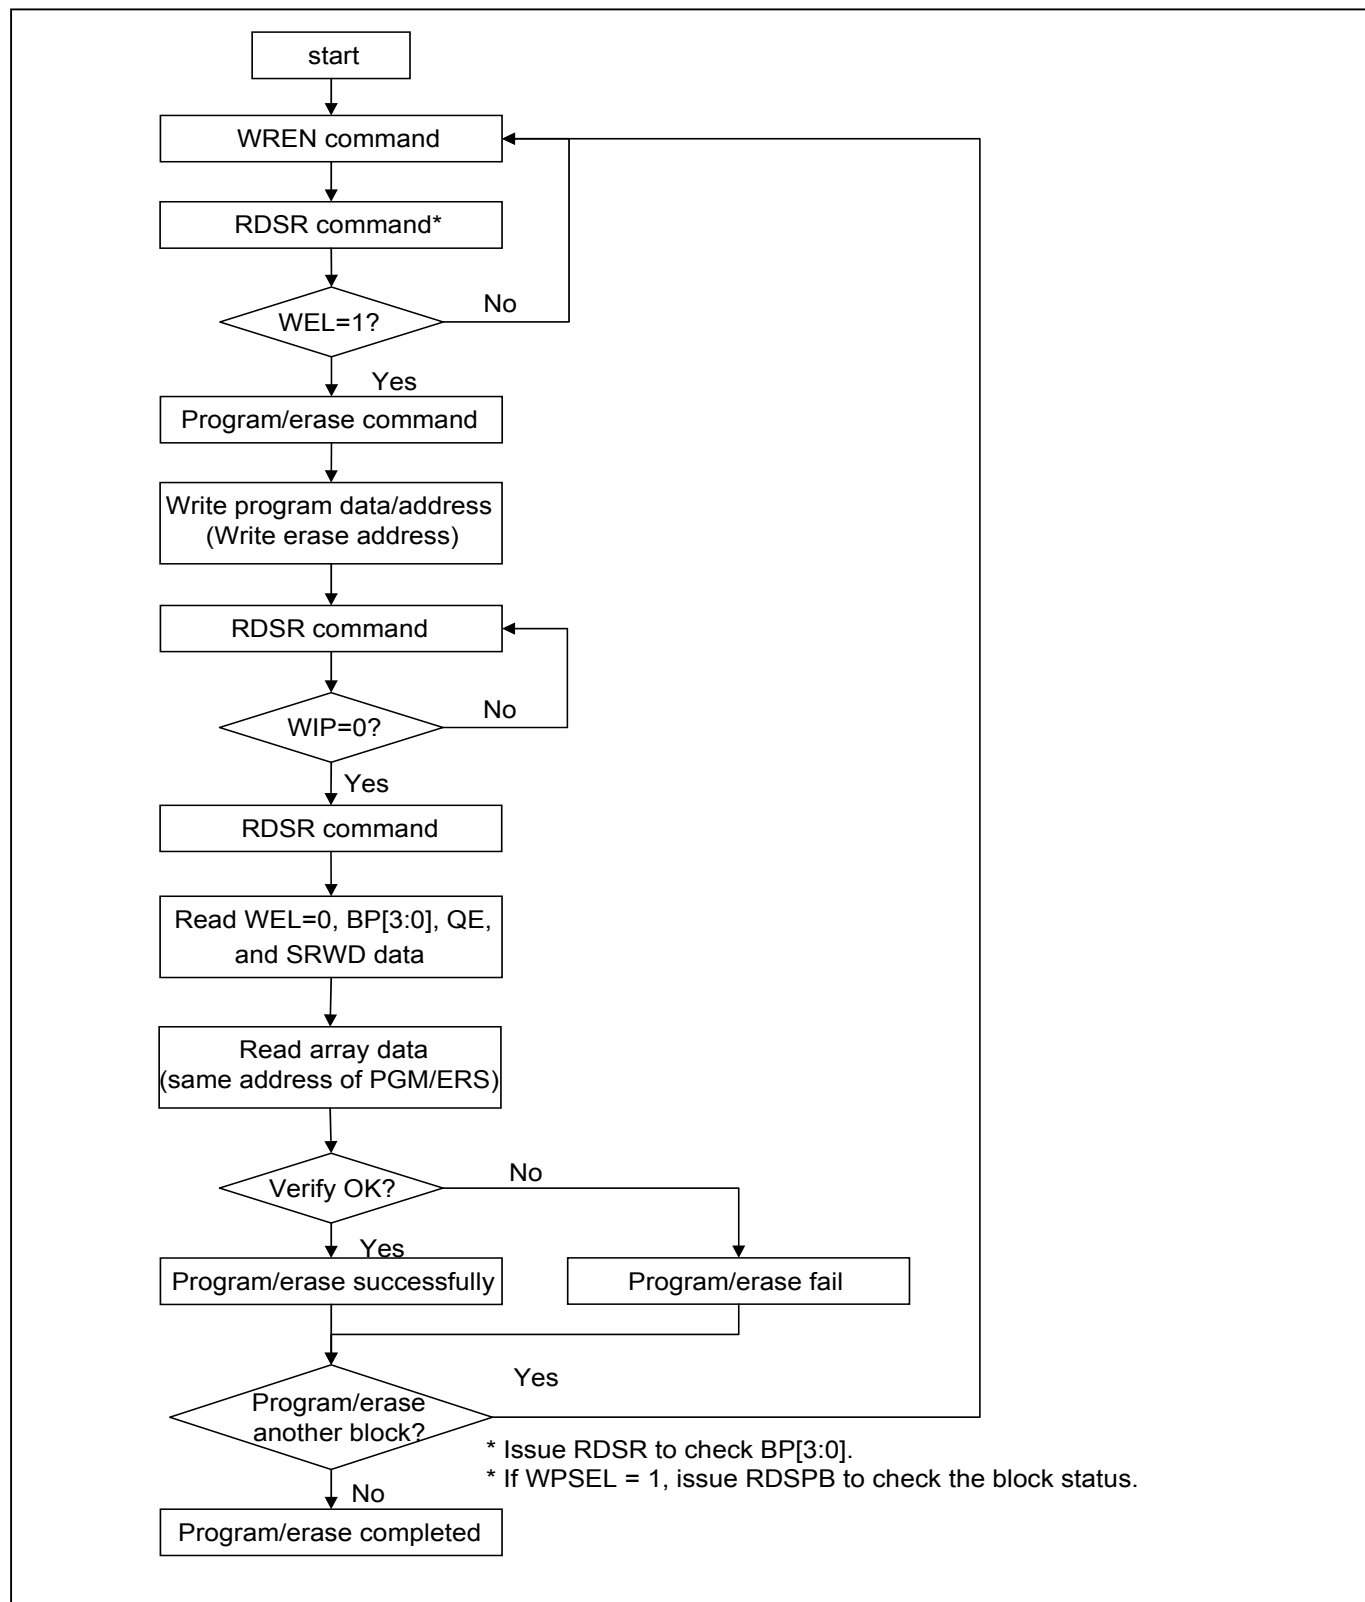 start
WREN command
RDSR command*
No
WEL=1?
Yes
Program/erase command
Write program data/address
(Write erase address)
RDSR command
No
WIP=0?
Yes
RDSR command
Read WEL=0, BP[3:0], QE,
and SRWD data
Read array data
(same address of PGM/ERS)
No
Verify OK?
Yes
Program/erase successfully
Program/erase fail
Yes
Program/erase
another block?
* Issue RDSR to check BP[3:0].
* If WPSEL = 1, issue RDSPB to check the block status.
No
Program/erase completed